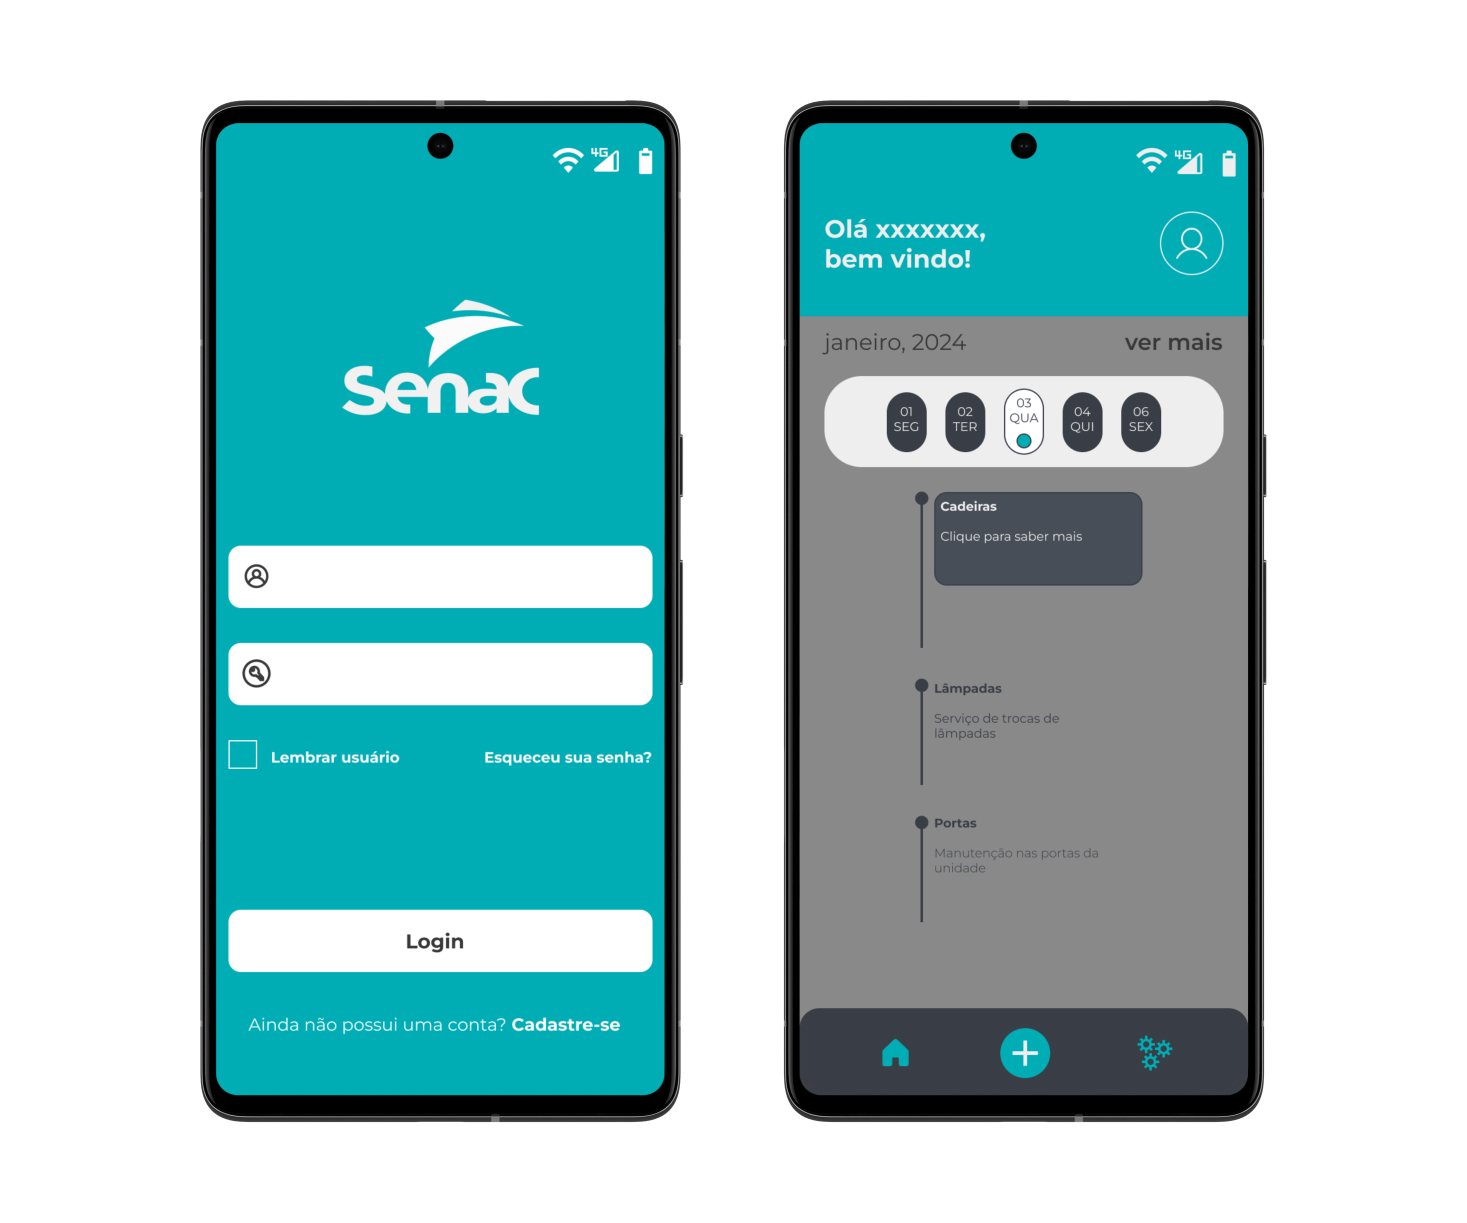 4G
Senac
Lembrar usuário
Esqueceu sua senha?
Login
Ainda não possui uma conta? Cadastre-se
4G
Olá xxxxxxx,
bem vindo!
janeiro, 2024
ver mais
01
SEG
02
TER
03
QUA
04
QUI
06
SEX
Cadeiras
Clique para saber mais
Lâmpadas
Serviço de trocas de
lâmpadas
Portas
Manutenção nas portas da
unidade